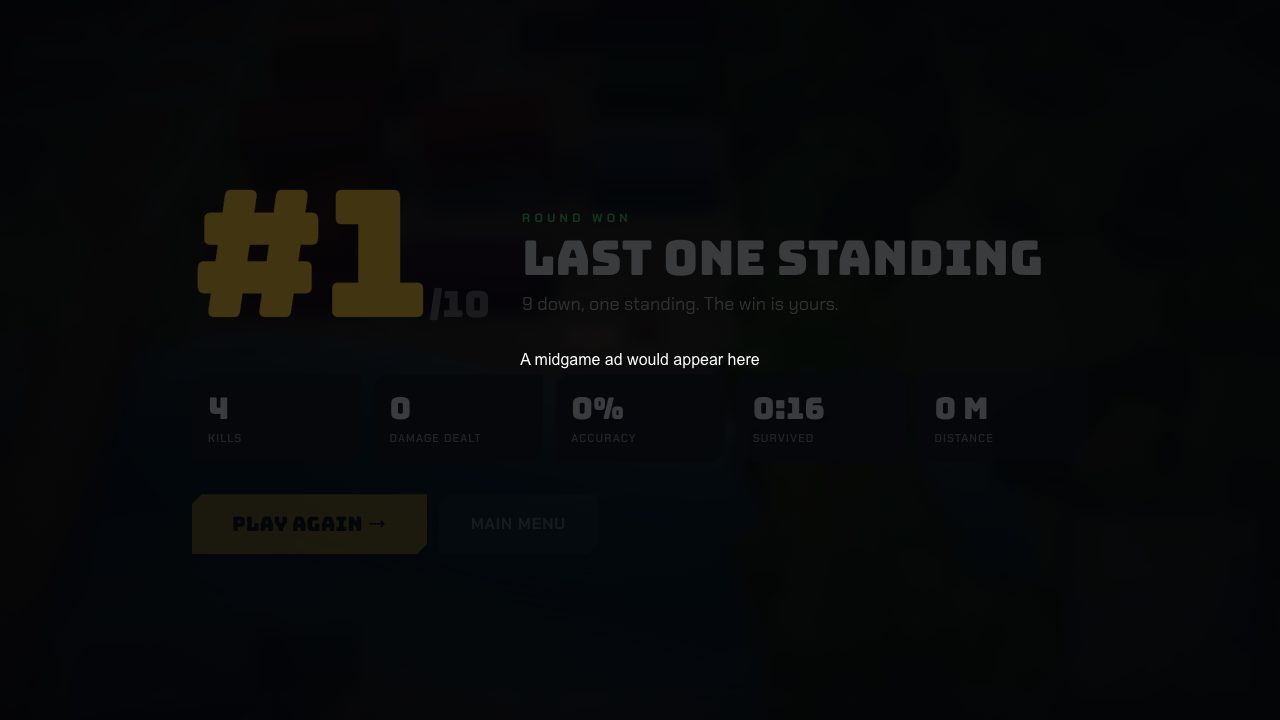 #1
/10
ROUND WON
LAST ONE STANDING
9 down, one standing. The win is yours.
A midgame ad would appear here
4
KILLS
0
DAMAGE DEALT
0%
ACCURACY
0:16
SURVIVED
0 M
DISTANCE
PLAY AGAIN →
MAIN MENU